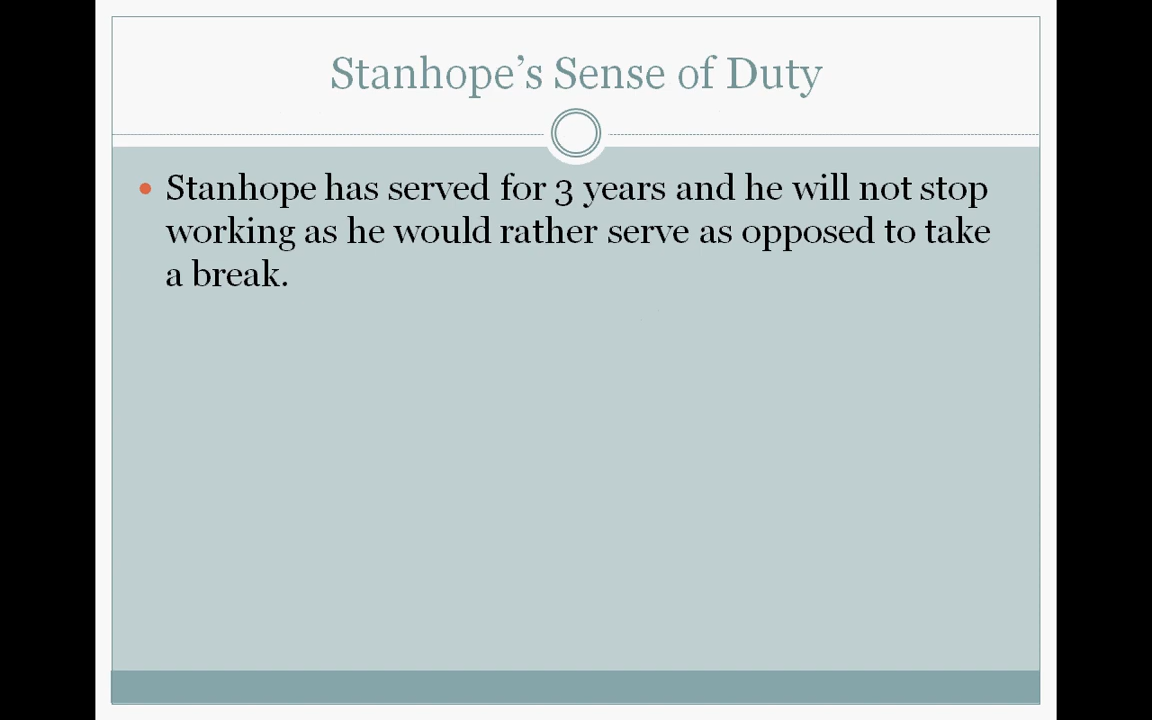 Stanhope’s Sense of Duty
Stanhope has served for 3 years and he will not stop
working as he would rather serve as opposed to take
a break.